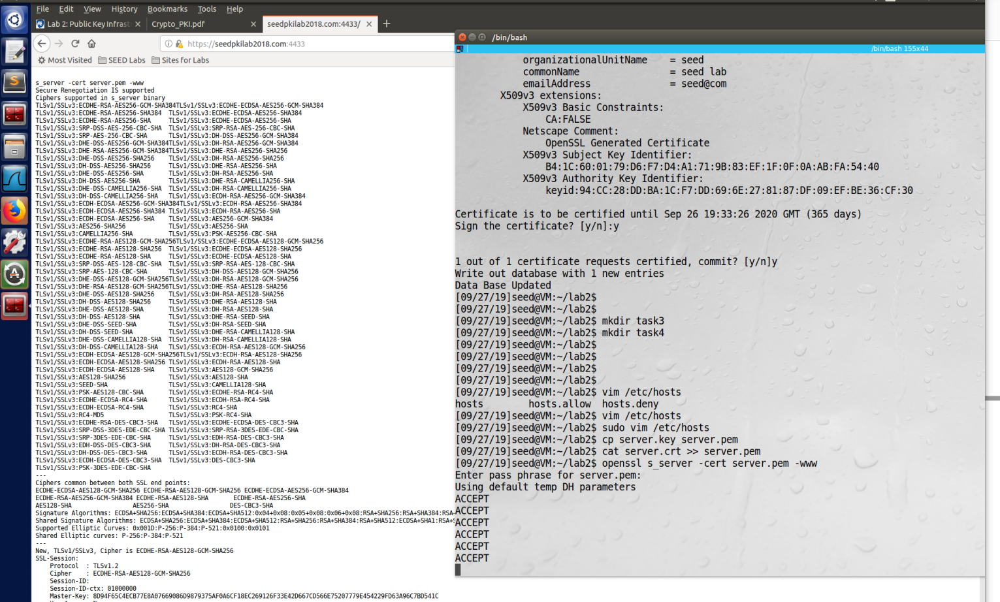 File Edit View History Bookmarks Tools Help
Lab 2: Public Key Infrast
Crypto_PKI.pdf
seedpkilab2018.com:4433/
https://seedpkilab2018.com:4433
Most Visited SEED Labs Sites for Labs
s_server -cert server.pem -www
Secure Renegotiation IS supported
Ciphers supported in s_server binary
TLSv1/SSLv3:ECDHE-RSA-AES256-GCM-SHA384TLSv1/SSLv3:ECDHE-ECDSA-AES256-GCM-SHA384
TLSv1/SSLv3:ECDHE-RSA-AES256-SHA384 TLSv1/SSLv3:ECDHE-ECDSA-AES256-SHA384
TLSv1/SSLv3:ECDHE-RSA-AES256-SHA TLSv1/SSLv3:ECDHE-ECDSA-AES256-SHA
TLSv1/SSLv3:SRP-DSS-AES-256-CBC-SHA TLSv1/SSLv3:SRP-RSA-AES-256-CBC-SHA
TLSv1/SSLv3:SRP-AES-256-CBC-SHA TLSv1/SSLv3:DH-DSS-AES256-GCM-SHA384
TLSv1/SSLv3:DHE-DSS-AES256-GCM-SHA384TLSv1/SSLv3:DH-RSA-AES256-GCM-SHA384
TLSv1/SSLv3:DHE-RSA-AES256-GCM-SHA384TLSv1/SSLv3:DHE-RSA-AES256-SHA256
TLSv1/SSLv3:DHE-DSS-AES256-SHA256 TLSv1/SSLv3:DH-RSA-AES256-SHA256
TLSv1/SSLv3:DH-DSS-AES256-SHA256 TLSv1/SSLv3:DHE-RSA-AES256-SHA
TLSv1/SSLv3:DHE-DSS-AES256-SHA TLSv1/SSLv3:DH-RSA-AES256-SHA
TLSv1/SSLv3:DH-DSS-AES256-SHA TLSv1/SSLv3:DHE-RSA-CAMELLIA256-SHA
TLSv1/SSLv3:DHE-DSS-CAMELLIA256-SHA TLSv1/SSLv3:DH-RSA-CAMELLIA256-SHA
TLSv1/SSLv3:DH-DSS-CAMELLIA256-SHA TLSv1/SSLv3:ECDH-RSA-AES256-GCM-SHA384
TLSv1/SSLv3:ECDH-ECDSA-AES256-GCM-SHA384TLSv1/SSLv3:ECDH-RSA-AES256-SHA384
TLSv1/SSLv3:ECDH-ECDSA-AES256-SHA384 TLSv1/SSLv3:ECDH-RSA-AES256-SHA
TLSv1/SSLv3:ECDH-ECDSA-AES256-SHA TLSv1/SSLv3:AES256-GCM-SHA384
TLSv1/SSLv3:AES256-SHA256 TLSv1/SSLv3:AES256-SHA
TLSv1/SSLv3:CAMELLIA256-SHA TLSv1/SSLv3:PSK-AES256-CBC-SHA
TLSv1/SSLv3:ECDHE-RSA-AES128-GCM-SHA256TLSv1/SSLv3:ECDHE-ECDSA-AES128-GCM-SHA256
TLSv1/SSLv3:ECDHE-RSA-AES128-SHA256 TLSv1/SSLv3:ECDHE-ECDSA-AES128-SHA256
TLSv1/SSLv3:ECDHE-RSA-AES128-SHA TLSv1/SSLv3:ECDHE-ECDSA-AES128-SHA
TLSv1/SSLv3:SRP-DSS-AES-128-CBC-SHA TLSv1/SSLv3:SRP-RSA-AES-128-CBC-SHA
TLSv1/SSLv3:SRP-AES-128-CBC-SHA TLSv1/SSLv3:DH-DSS-AES128-GCM-SHA256
TLSv1/SSLv3:DHE-DSS-AES128-GCM-SHA256TLSv1/SSLv3:DH-RSA-AES128-GCM-SHA256
TLSv1/SSLv3:DHE-RSA-AES128-GCM-SHA256TLSv1/SSLv3:DHE-RSA-AES128-SHA256
TLSv1/SSLv3:DHE-DSS-AES128-SHA256 TLSv1/SSLv3:DH-RSA-AES128-SHA256
TLSv1/SSLv3:DH-DSS-AES128-SHA256 TLSv1/SSLv3:DHE-RSA-AES128-SHA
TLSv1/SSLv3:DHE-DSS-AES128-SHA TLSv1/SSLv3:DH-RSA-AES128-SHA
TLSv1/SSLv3:DH-DSS-AES128-SHA TLSv1/SSLv3:DHE-RSA-SEED-SHA
TLSv1/SSLv3:DHE-DSS-SEED-SHA TLSv1/SSLv3:DH-RSA-SEED-SHA
TLSv1/SSLv3:DH-DSS-SEED-SHA TLSv1/SSLv3:DHE-RSA-CAMELLIA128-SHA
TLSv1/SSLv3:DHE-DSS-CAMELLIA128-SHA TLSv1/SSLv3:DH-RSA-CAMELLIA128-SHA
TLSv1/SSLv3:DH-DSS-CAMELLIA128-SHA TLSv1/SSLv3:ECDH-RSA-AES128-GCM-SHA256
TLSv1/SSLv3:ECDH-ECDSA-AES128-GCM-SHA256TLSv1/SSLv3:ECDH-RSA-AES128-SHA256
TLSv1/SSLv3:ECDH-ECDSA-AES128-SHA256 TLSv1/SSLv3:ECDH-RSA-AES128-SHA
TLSv1/SSLv3:ECDH-ECDSA-AES128-SHA TLSv1/SSLv3:AES128-GCM-SHA256
TLSv1/SSLv3:AES128-SHA256 TLSv1/SSLv3:AES128-SHA
TLSv1/SSLv3:SEED-SHA TLSv1/SSLv3:CAMELLIA128-SHA
TLSv1/SSLv3:PSK-AES128-CBC-SHA TLSv1/SSLv3:ECDHE-RSA-RC4-SHA
TLSv1/SSLv3:ECDHE-ECDSA-RC4-SHA TLSv1/SSLv3:ECDH-RSA-RC4-SHA
TLSv1/SSLv3:ECDH-ECDSA-RC4-SHA TLSv1/SSLv3:RC4-SHA
TLSv1/SSLv3:RC4-MD5 TLSv1/SSLv3:PSK-RC4-SHA
TLSv1/SSLv3:ECDHE-RSA-DES-CBC3-SHA TLSv1/SSLv3:ECDHE-ECDSA-DES-CBC3-SHA
TLSv1/SSLv3:SRP-DSS-3DES-EDE-CBC-SHA TLSv1/SSLv3:SRP-RSA-3DES-EDE-CBC-SHA
TLSv1/SSLv3:SRP-3DES-EDE-CBC-SHA TLSv1/SSLv3:EDH-RSA-DES-CBC3-SHA
TLSv1/SSLv3:EDH-DSS-DES-CBC3-SHA TLSv1/SSLv3:DH-RSA-DES-CBC3-SHA
TLSv1/SSLv3:DH-DSS-DES-CBC3-SHA TLSv1/SSLv3:ECDH-RSA-DES-CBC3-SHA
TLSv1/SSLv3:ECDH-ECDSA-DES-CBC3-SHA TLSv1/SSLv3:DES-CBC3-SHA
TLSv1/SSLv3:PSK-3DES-EDE-CBC-SHA
---
Ciphers common between both SSL end points:
ECDHE-ECDSA-AES128-GCM-SHA256 ECDHE-RSA-AES128-GCM-SHA256 ECDHE-ECDSA-AES256-GCM-SHA384
ECDHE-RSA-AES256-GCM-SHA384 ECDHE-RSA-AES128-SHA ECDHE-RSA-AES256-SHA
AES128-SHA AES256-SHA DES-CBC3-SHA
Signature Algorithms: ECDSA+SHA256:ECDSA+SHA384:ECDSA+SHA512:0x04+0x08:0x05+0x08:0x06+0x08:RSA+SHA256:RSA+SHA384:RSA
Shared Signature Algorithms: ECDSA+SHA256:ECDSA+SHA384:ECDSA+SHA512:RSA+SHA256:RSA+SHA384:RSA+SHA512:ECDSA+SHA1:RSA+S
Supported Elliptic Curves: 0x001D:P-256:P-384:P-521:0x0100:0x0101
Shared Elliptic curves: P-256:P-384:P-521
---
New, TLSv1/SSLv3, Cipher is ECDHE-RSA-AES128-GCM-SHA256
SSL-Session:
Protocol : TLSv1.2
Cipher : ECDHE-RSA-AES128-GCM-SHA256
Session-ID:
Session-ID-ctx: 01000000
Master-Key: 8D94F65C4ECB77E8A07669086D9879375AF0A6CF18EC269126F33E42D667CD566E75207779E454229FD63A96C7BD541C
/bin/bash
/bin/bash 155x44
organizationalUnitName = seed
commonName = seed lab
emailAddress = seed@com
X509v3 extensions:
X509v3 Basic Constraints:
CA:FALSE
Netscape Comment:
OpenSSL Generated Certificate
X509v3 Subject Key Identifier:
B4:1C:60:01:79:D6:F7:D4:A1:71:9B:83:EF:1F:0F:0A:AB:FA:54:40
X509v3 Authority Key Identifier:
keyid:94:CC:28:DD:BA:1C:F7:DD:69:6E:27:81:87:DF:09:EF:BE:36:CF:30
Certificate is to be certified until Sep 26 19:33:26 2020 GMT (365 days)
Sign the certificate? [y/n]:y
1 out of 1 certificate requests certified, commit? [y/n]y
Write out database with 1 new entries
Data Base Updated
[09/27/19]seed@VM:~/lab2$
[09/27/19]seed@VM:~/lab2$
[09/27/19]seed@VM:~/lab2$ mkdir task3
[09/27/19]seed@VM:~/lab2$ mkdir task4
[09/27/19]seed@VM:~/lab2$
[09/27/19]seed@VM:~/lab2$
[09/27/19]seed@VM:~/lab2$
[09/27/19]seed@VM:~/lab2$
[09/27/19]seed@VM:~/lab2$ vim /etc/hosts
hosts hosts.allow hosts.deny
[09/27/19]seed@VM:~/lab2$ vim /etc/hosts
[09/27/19]seed@VM:~/lab2$ sudo vim /etc/hosts
[09/27/19]seed@VM:~/lab2$ cp server.key server.pem
[09/27/19]seed@VM:~/lab2$ cat server.crt >> server.pem
[09/27/19]seed@VM:~/lab2$ openssl s_server -cert server.pem -www
Enter pass phrase for server.pem:
Using default temp DH parameters
ACCEPT
ACCEPT
ACCEPT
ACCEPT
ACCEPT
ACCEPT